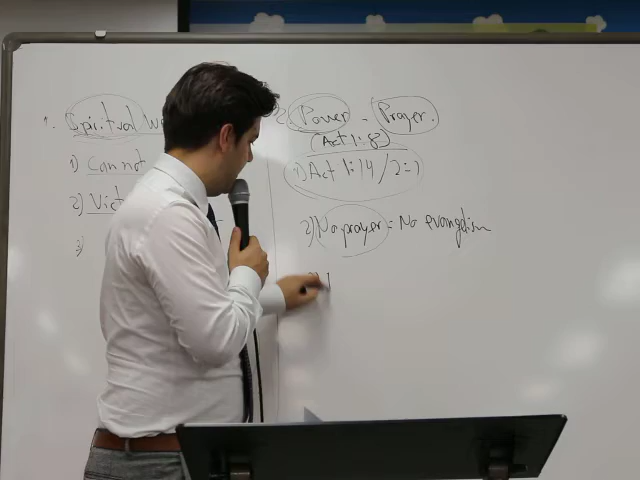 1. Spiritual W
1) Cannot
2) Vict
3)
2. Power - Prayer.
(Act 1:8)
1) Act 1:14 / 2:1
2) No prayer = No evangelism